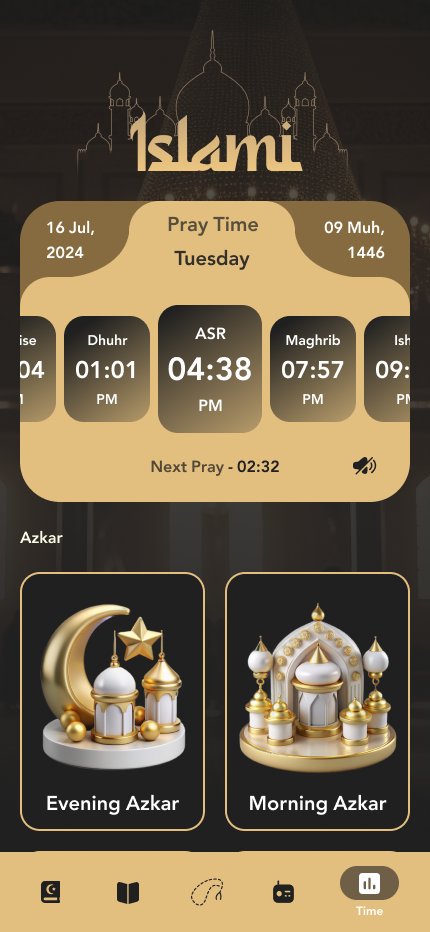 Islami
16 Jul,
2024
Pray Time
Tuesday
09 Muh,
1446
ise
04
Dhuhr
01:01
PM
ASR
04:38
PM
Maghrib
07:57
PM
Ish
09:
PM
Next Pray - 02:32
Azkar
Evening Azkar
Morning Azkar
Time